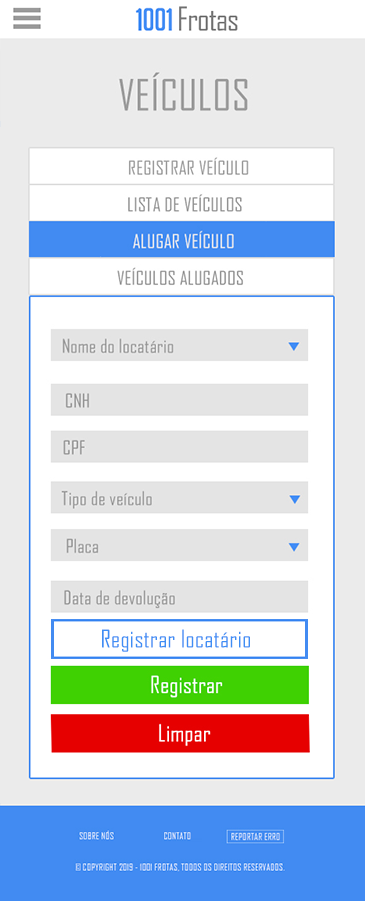 1001 Frotas
VEÍCULOS
REGISTRAR VEÍCULO
LISTA DE VEÍCULOS
ALUGAR VEÍCULO
VEÍCULOS ALUGADOS
Nome do locatário
CNH
CPF
Tipo de veículo
Placa
Data de devolução
Registrar locatário
Registrar
Limpar
SOBRE NÓS CONTATO REPORTAR ERRO
© COPYRIGHT 2019 - 1001 FROTAS, TODOS OS DIREITOS RESERVADOS.